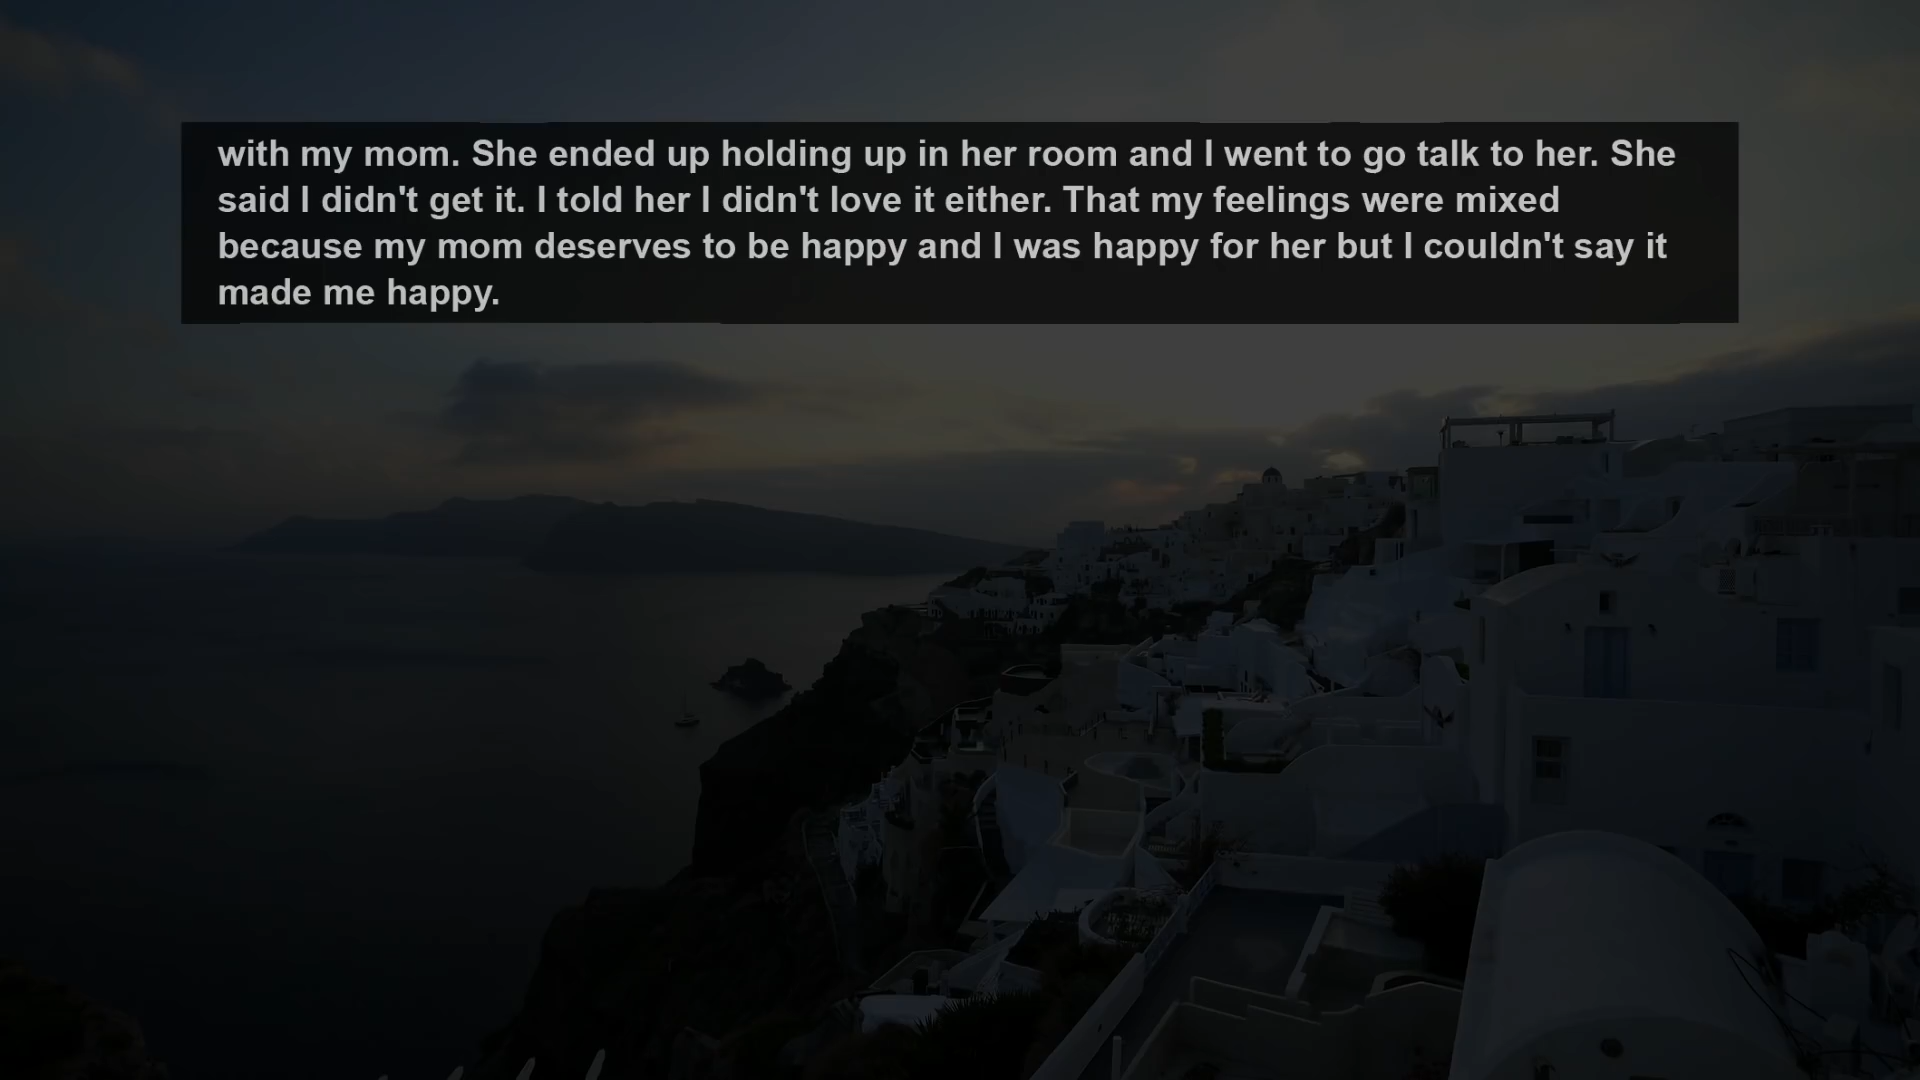 with my mom. She ended up holding up in her room and I went to go talk to her. She
said I didn't get it. I told her I didn't love it either. That my feelings were mixed
because my mom deserves to be happy and I was happy for her but I couldn't say it
made me happy.